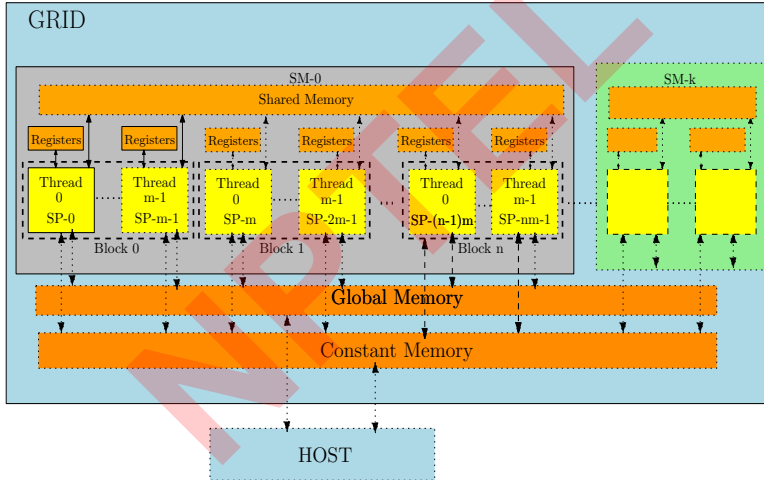 GRID
SM-0
SM-k
Shared Memory
Registers
Registers
Registers
Registers
Registers
Registers
Thread
0
SP-0
Thread
m-1
SP-m-1
Thread
0
SP-m
Thread
m-1
SP-2m-1
Thread
0
SP-(n-1)m
Thread
m-1
SP-nm-1
Block 0
Block 1
Block n
Global Memory
Constant Memory
HOST
NPTEL